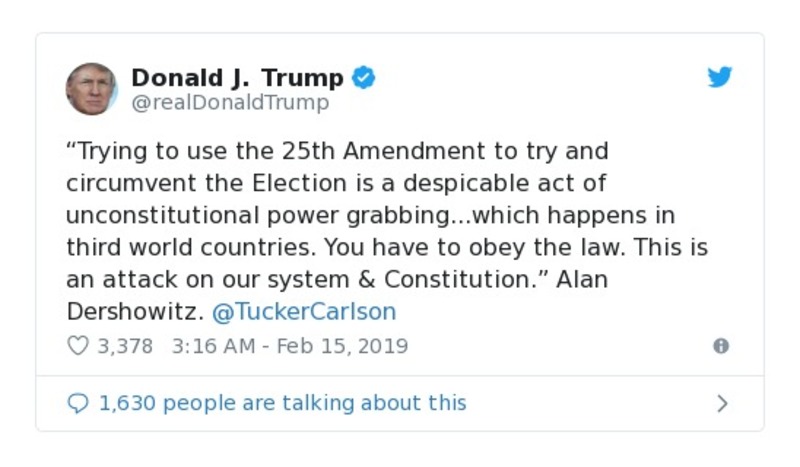 Donald J. Trump
@realDonaldTrump
“Trying to use the 25th Amendment to try and
circumvent the Election is a despicable act of
unconstitutional power grabbing...which happens in
third world countries. You have to obey the law. This is
an attack on our system & Constitution.” Alan
Dershowitz. @TuckerCarlson
3,378 3:16 AM - Feb 15, 2019
1,630 people are talking about this